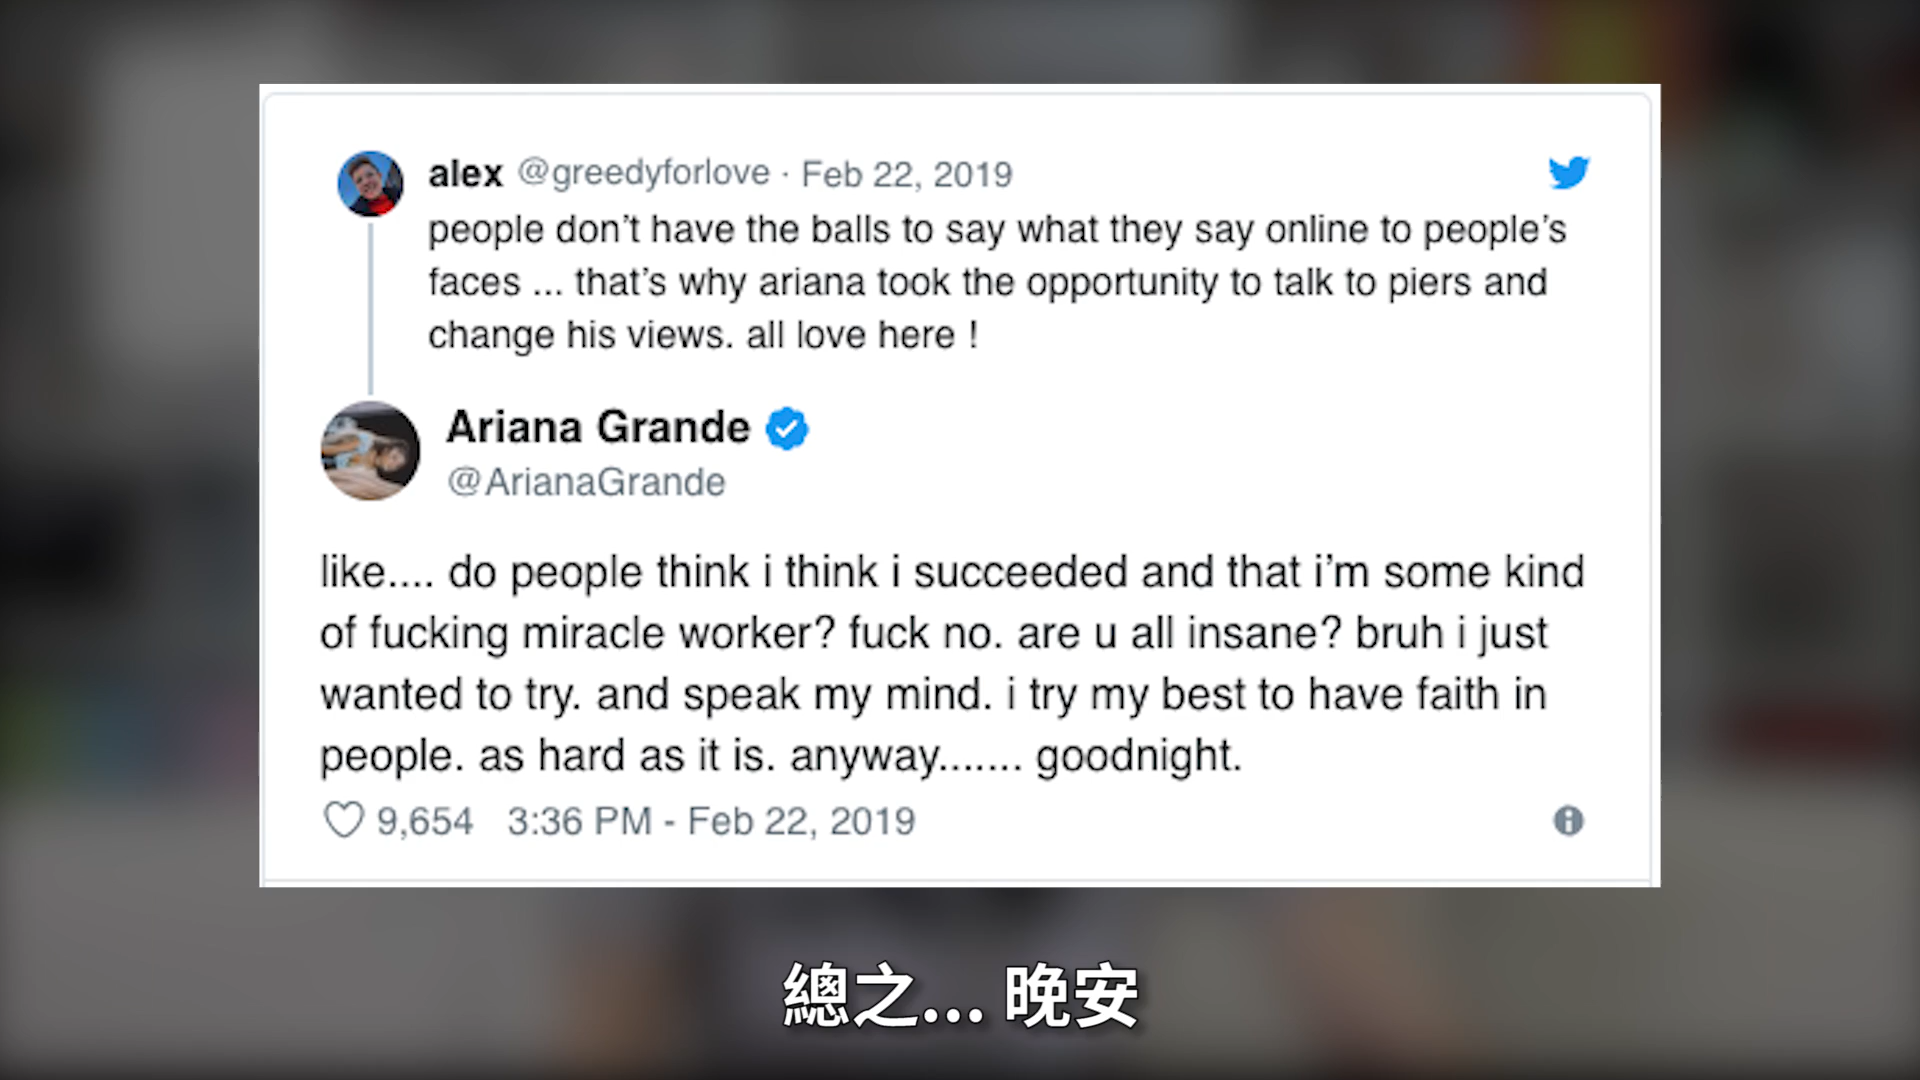 alex @greedyforlove · Feb 22, 2019
people don’t have the balls to say what they say online to people’s
faces ... that’s why ariana took the opportunity to talk to piers and
change his views. all love here !
Ariana Grande
@ArianaGrande
like.... do people think i think i succeeded and that i’m some kind
of fucking miracle worker? fuck no. are u all insane? bruh i just
wanted to try. and speak my mind. i try my best to have faith in
people. as hard as it is. anyway....... goodnight.
9,654 3:36 PM - Feb 22, 2019
總之... 晚安